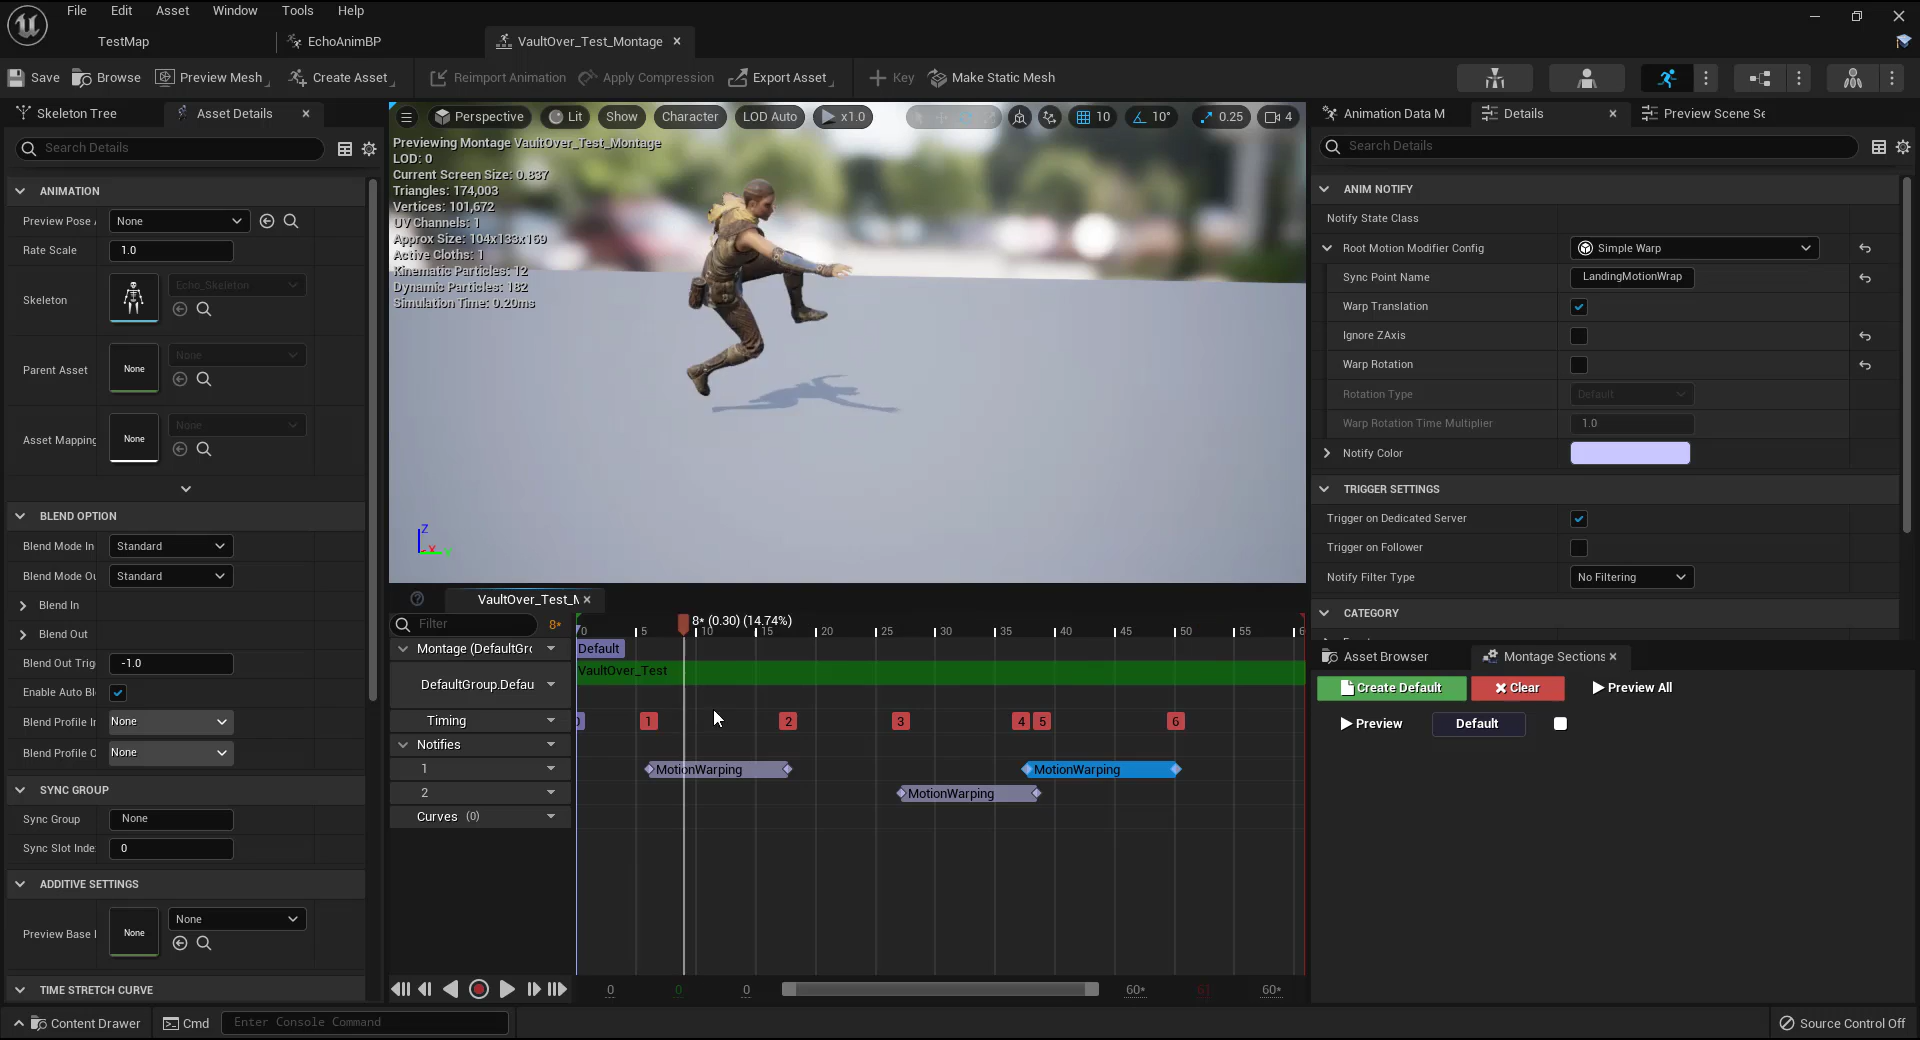 File Edit Asset Window Tools Help
TestMap
EchoAnimBP
VaultOver_Test_Montage
Save Browse Preview Mesh Create Asset Reimport Animation Apply Compression Export Asset Key Make Static Mesh
Skeleton Tree
Asset Details
Search Details
ANIMATION
Preview Pose None
Rate Scale 1.0
Skeleton Echo_Skeleton
Parent Asset None None
Asset Mapping None None
BLEND OPTION
Blend Mode In Standard
Blend Mode Ou Standard
Blend In
Blend Out
Blend Out Trig -1.0
Enable Auto Bl
Blend Profile I None
Blend Profile O None
SYNC GROUP
Sync Group None
Sync Slot Inde 0
ADDITIVE SETTINGS
Preview Base None None
TIME STRETCH CURVE
Perspective Lit Show Character LOD Auto x1.0 10 10° 0.25 4
Previewing Montage VaultOver_Test_Montage
LOD: 0
Current Screen Size: 0.837
Triangles: 174,003
Vertices: 101,672
UV Channels: 1
Approx Size: 104x133x169
Active Cloths: 1
Kinematic Particles: 12
Dynamic Particles: 182
Simulation Time: 0.20ms
Z
X
VaultOver_Test_M
Filter 8*
8* (0.30) (14.74%)
0 5 10 15 20 25 30 35 40 45 50 55 6
Montage (DefaultGr Default
VaultOver_Test
DefaultGroup.Defau
Timing 1 2 3 4 5 6
Notifies
1 MotionWarping MotionWarping
2 MotionWarping
Curves (0)
0 0 0 60* 61 60*
Animation Data M
Details
Preview Scene Se
Search Details
ANIM NOTIFY
Notify State Class
Root Motion Modifier Config Simple Warp
Sync Point Name LandingMotionWrap
Warp Translation
Ignore ZAxis
Warp Rotation
Rotation Type Default
Warp Rotation Time Multiplier 1.0
Notify Color
TRIGGER SETTINGS
Trigger on Dedicated Server
Trigger on Follower
Notify Filter Type No Filtering
CATEGORY
Asset Browser
Montage Sections
Create Default Clear Preview All
Preview Default
Content Drawer Cmd Enter Console Command Source Control Off